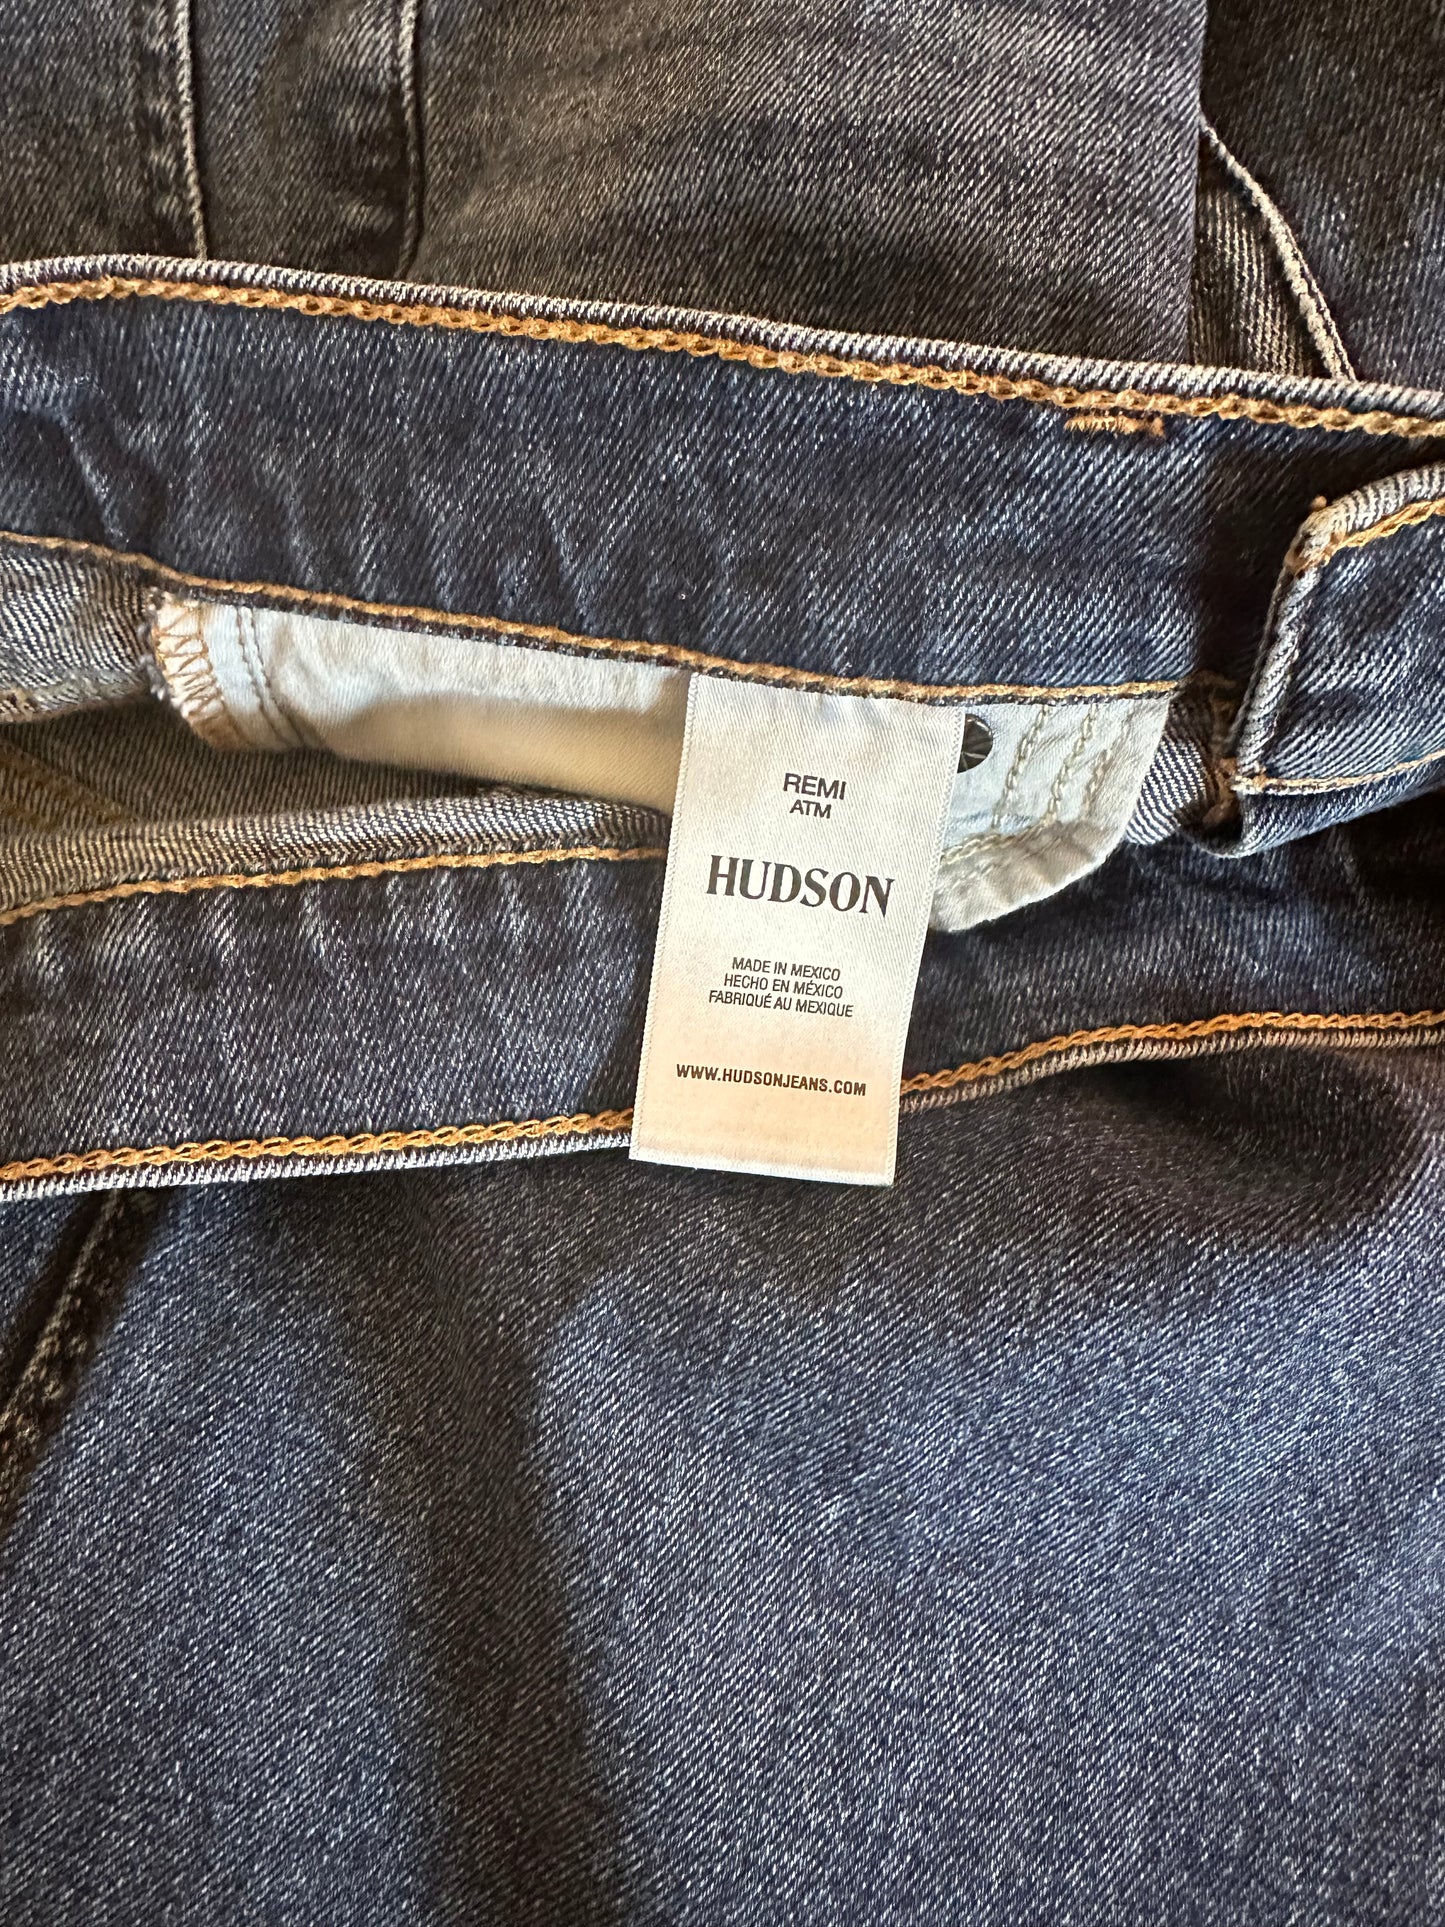 REMI
ATM
HUDSON
MADE IN MEXICO
HECHO EN MÉXICO
FABRIQUÉ AU MEXIQUE
WWW.HUDSONJEANS.COM